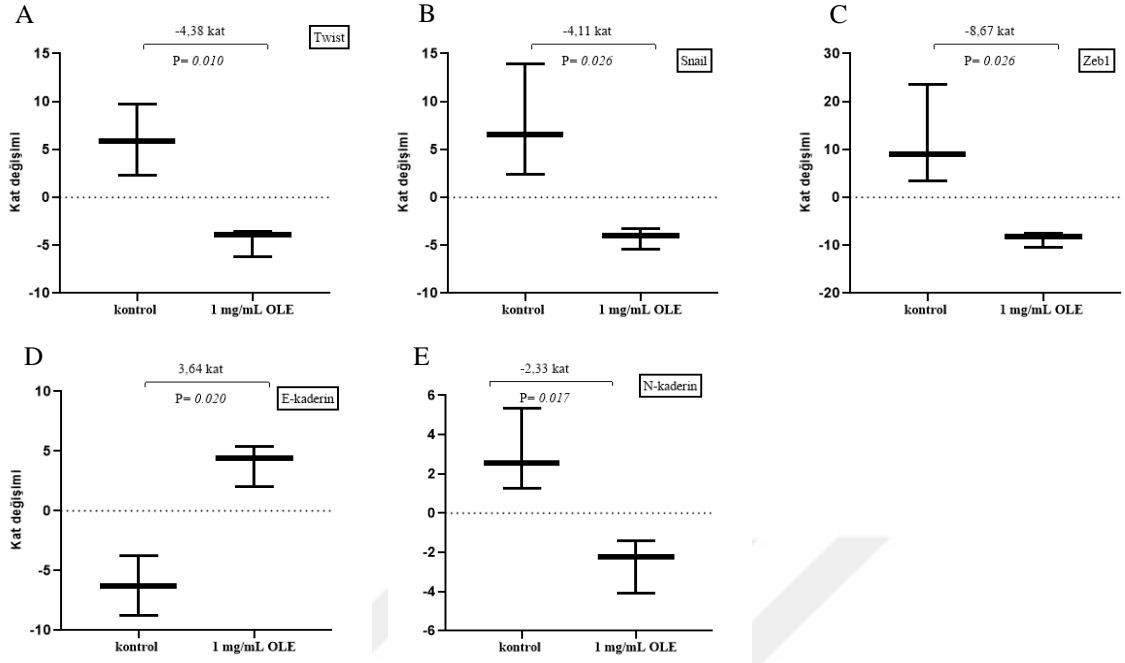 A
-4,38 kat
Twist
P= 0.010
15
10
5
0
-5
-10
Kat değişimi
kontrol
1 mg/mL OLE
B
-4,11 kat
Snail
P= 0.026
15
10
5
0
-5
-10
Kat değişimi
kontrol
1 mg/mL OLE
C
-8,67 kat
Zeb1
P= 0.026
30
20
10
0
-10
-20
Kat değişimi
kontrol
1 mg/mL OLE
D
3,64 kat
E-kaderin
P= 0.020
10
5
0
-5
-10
Kat değişimi
kontrol
1 mg/mL OLE
E
-2,33 kat
N-kaderin
P= 0.017
6
4
2
0
-2
-4
-6
kontrol
1 mg/mL OLE